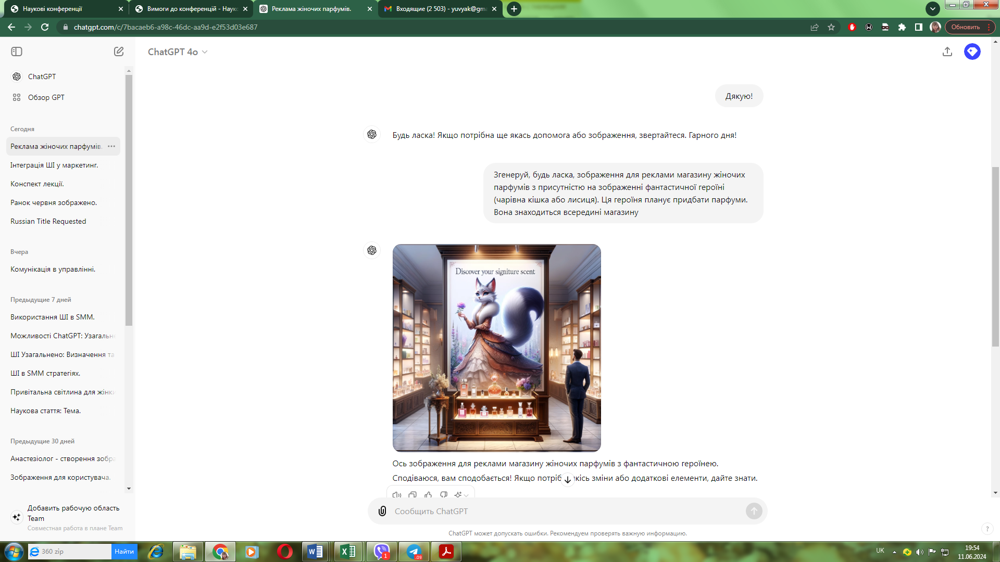 Наукові конференції
Вимоги до конференцій - Наук
Реклама жіночих парфумів.
Входящие (2 503) - yuvyak@gm
chatgpt.com/c/7bacaeb6-a98c-46dc-aa9d-e2f53d03e687
Обновить
ChatGPT 4o
ChatGPT
Обзор GPT
Сегодня
Реклама жіночих парфумів.
Інтеграція ШІ у маркетинг.
Конспект лекції.
Ранок червня зображено.
Russian Title Requested
Вчера
Комунікація в управлінні.
Предыдущие 7 дней
Використання ШІ в SMM.
Можливості ChatGPT: Узагальн
ШІ Узагальнено: Визначення та
ШІ в SMM стратегіях.
Привітальна світлина для жінки
Наукова стаття: Тема.
Предыдущие 30 дней
Анастезіолог - створення зобра
Зображення для користувача.
Добавить рабочую область
Team
Совместная работа в плане Team
Дякую!
Будь ласка! Якщо потрібна ще якась допомога або зображення, звертайтеся. Гарного дня!
Згенеруй, будь ласка, зображення для реклами магазину жіночих
парфумів з присутністю на зображенні фантастичної героїні
(чарівна кішка або лисиця). Ця героїня планує придбати парфуми.
Вона знаходиться всередині магазину
Discover your signiture scent
Ось зображення для реклами магазину жіночих парфумів з фантастичною героїнею.
Сподіваюся, вам сподобається! Якщо потріб кісь зміни або додаткові елементи, дайте знати.
Сообщить ChatGPT
ChatGPT может допускать ошибки. Рекомендуем проверять важную информацию.
?
360 zip
Найти
1
.09
UK
19:54
11.06.2024